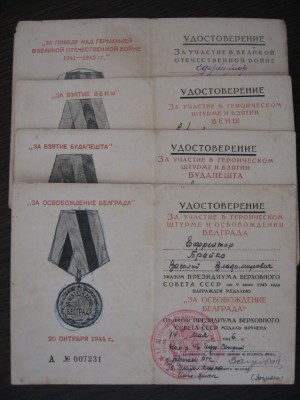 „ЗА ПОБЕДУ НАД ГЕРМАНИЕЙ
В ВЕЛИКОЙ ОТЕЧЕСТВЕННОЙ ВОЙНЕ
1941—1945 гг."
УДОСТОВЕРЕНИЕ
ЗА УЧАСТИЕ В ВЕЛИКОЙ
ОТЕЧЕСТВЕННОЙ ВОЙНЕ
Ефрейтор
„ЗА ВЗЯТИЕ ВЕНЫ"
УДОСТОВЕРЕНИЕ
ЗА УЧАСТИЕ В ГЕРОИЧЕСКОМ
ШТУРМЕ И ВЗЯТИИ
ВЕНЫ
„ЗА ВЗЯТИЕ БУДАПЕШТА"
УДОСТОВЕРЕНИЕ
ЗА УЧАСТИЕ В ГЕРОИЧЕСКОМ
ШТУРМЕ И ВЗЯТИИ
БУДАПЕШТА
„ЗА ОСВОБОЖДЕНИЕ
БЕЛГРАДА"
БЕЛГРАДА
20 ОКТЯБРЯ 1944 г.
А № 007231
УДОСТОВЕРЕНИЕ
ЗА УЧАСТИЕ В ГЕРОИЧЕСКОМ
ШТУРМЕ И ОСВОБОЖДЕНИИ
БЕЛГРАДА
Ефрейтор
Василий Владимирович
УКАЗОМ ПРЕЗИДИУМА ВЕРХОВНОГО
СОВЕТА СССР от 9 июня 1945 года
НАГРАЖДЕН МЕДАЛЬЮ
„ЗА ОСВОБОЖДЕНИЕ
БЕЛГРАДА"
ПРЕЗИДИУМА ВЕРХОВНОГО
СОВЕТА СССР МЕДАЛЬ ВРУЧЕНА